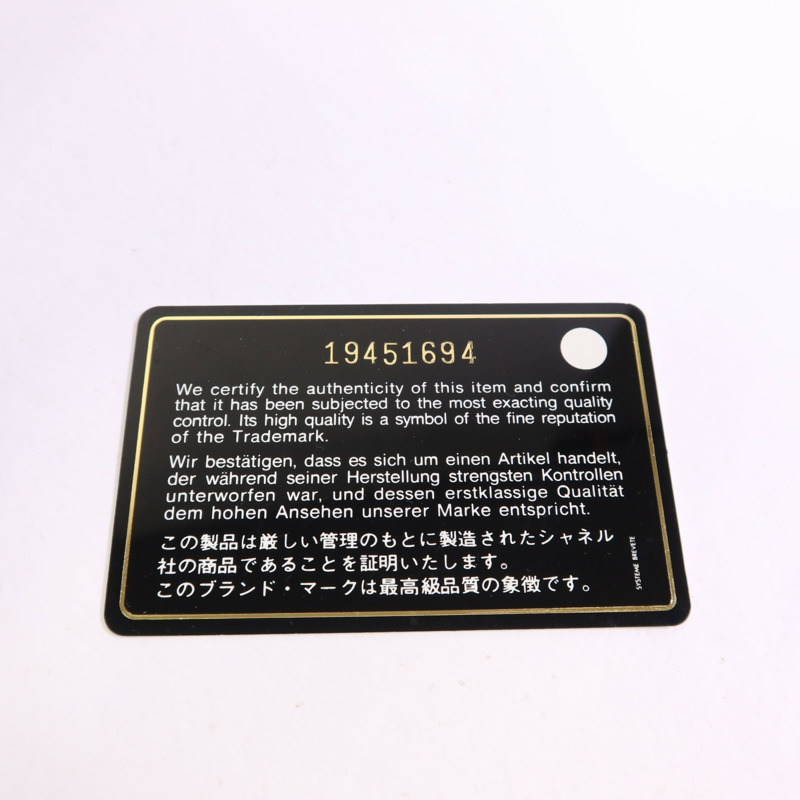 19451694
We certify the authenticity of this item and confirm
that it has been subjected to the most exacting quality
control. Its high quality is a symbol of the fine reputation
of the Trademark.
Wir bestätigen, dass es sich um einen Artikel handelt,
der während seiner Herstellung strengsten Kontrollen
unterworfen war, und dessen erstklassige Qualität
dem hohen Ansehen unserer Marke entspricht.
この製品は厳しい管理のもとに製造されたシャネル
社の商品であることを証明いたします。
このブランド・マークは最高級品質の象徴です。
SYSTEME BREVETE